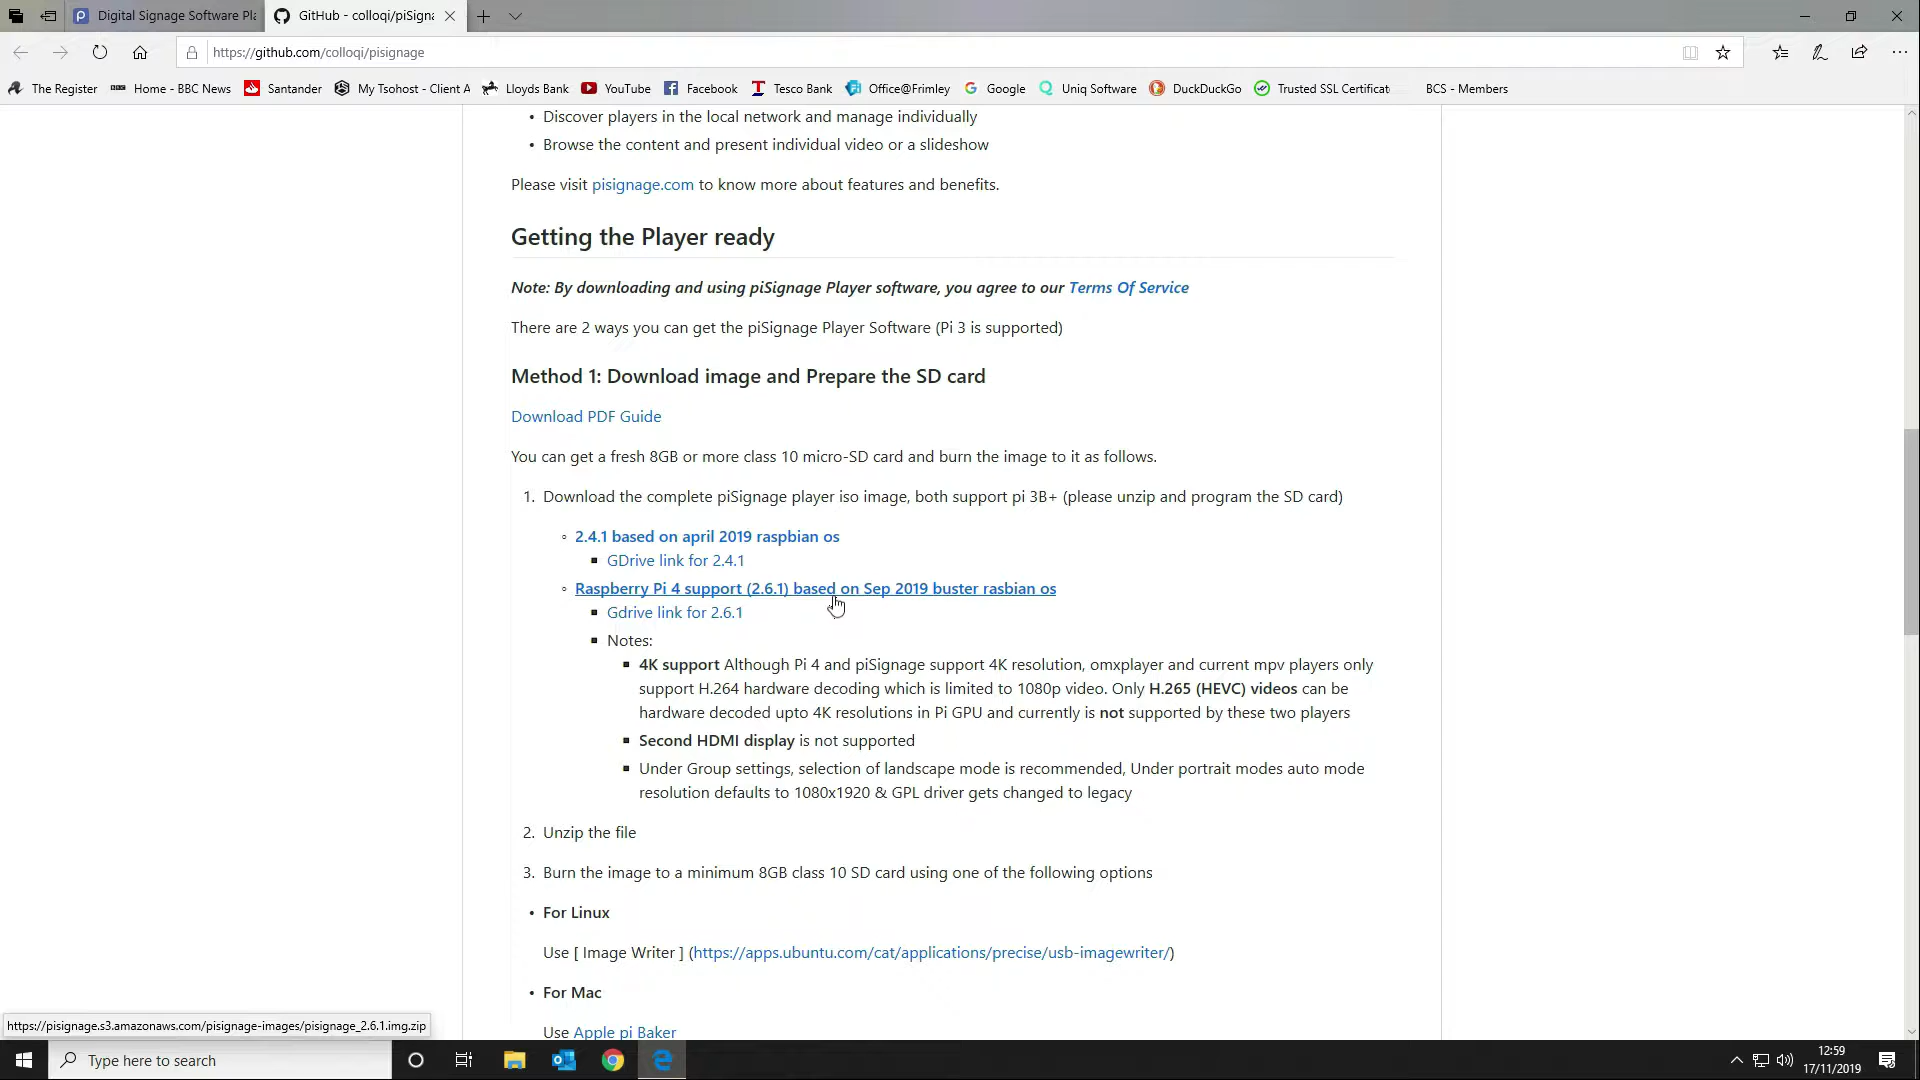 Digital Signage Software Pla
GitHub - colloqi/piSigna
https://github.com/colloqi/pisignage
The Register
Home - BBC News
Santander
My Tsohost - Client A
Lloyds Bank
YouTube
Facebook
Tesco Bank
Office@Frimley
Google
Uniq Software
DuckDuckGo
Trusted SSL Certificat
BCS - Members
• Discover players in the local network and manage individually
• Browse the content and present individual video or a slideshow
Please visit pisignage.com to know more about features and benefits.
Getting the Player ready
Note: By downloading and using piSignage Player software, you agree to our Terms Of Service
There are 2 ways you can get the piSignage Player Software (Pi 3 is supported)
Method 1: Download image and Prepare the SD card
Download PDF Guide
You can get a fresh 8GB or more class 10 micro-SD card and burn the image to it as follows.
1. Download the complete piSignage player iso image, both support pi 3B+ (please unzip and program the SD card)
2.4.1 based on april 2019 raspbian os
GDrive link for 2.4.1
Raspberry Pi 4 support (2.6.1) based on Sep 2019 buster rasbian os
Gdrive link for 2.6.1
Notes:
4K support Although Pi 4 and piSignage support 4K resolution, omxplayer and current mpv players only
support H.264 hardware decoding which is limited to 1080p video. Only H.265 (HEVC) videos can be
hardware decoded upto 4K resolutions in Pi GPU and currently is not supported by these two players
Second HDMI display is not supported
Under Group settings, selection of landscape mode is recommended, Under portrait modes auto mode
resolution defaults to 1080x1920 & GPL driver gets changed to legacy
2. Unzip the file
3. Burn the image to a minimum 8GB class 10 SD card using one of the following options
• For Linux
Use [ Image Writer ] (https://apps.ubuntu.com/cat/applications/precise/usb-imagewriter/)
• For Mac
Use Apple pi Baker
https://pisignage.s3.amazonaws.com/pisignage-images/pisignage_2.6.1.img.zip
Type here to search
12:59
17/11/2019